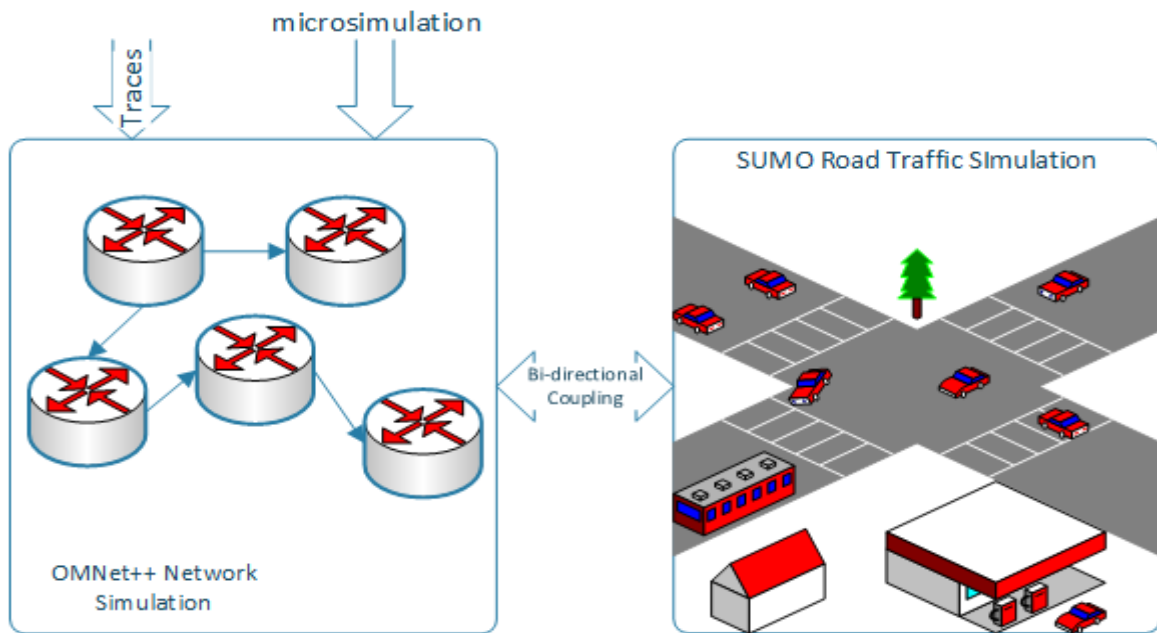 microsimulation
Traces
SUMO Road Traffic SImulation
Bi-directional
Coupling
OMNet++ Network
Simulation